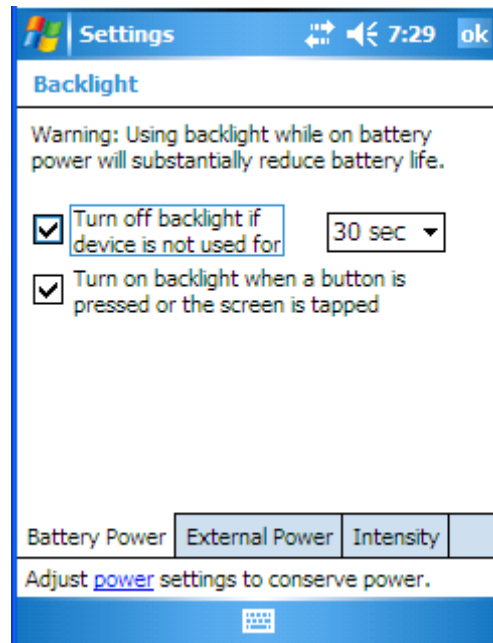 Settings 7:29 ok
Backlight
Warning: Using backlight while on battery
power will substantially reduce battery life.
Turn off backlight if
device is not used for 30 sec
Turn on backlight when a button is
pressed or the screen is tapped
Battery Power External Power Intensity
Adjust power settings to conserve power.